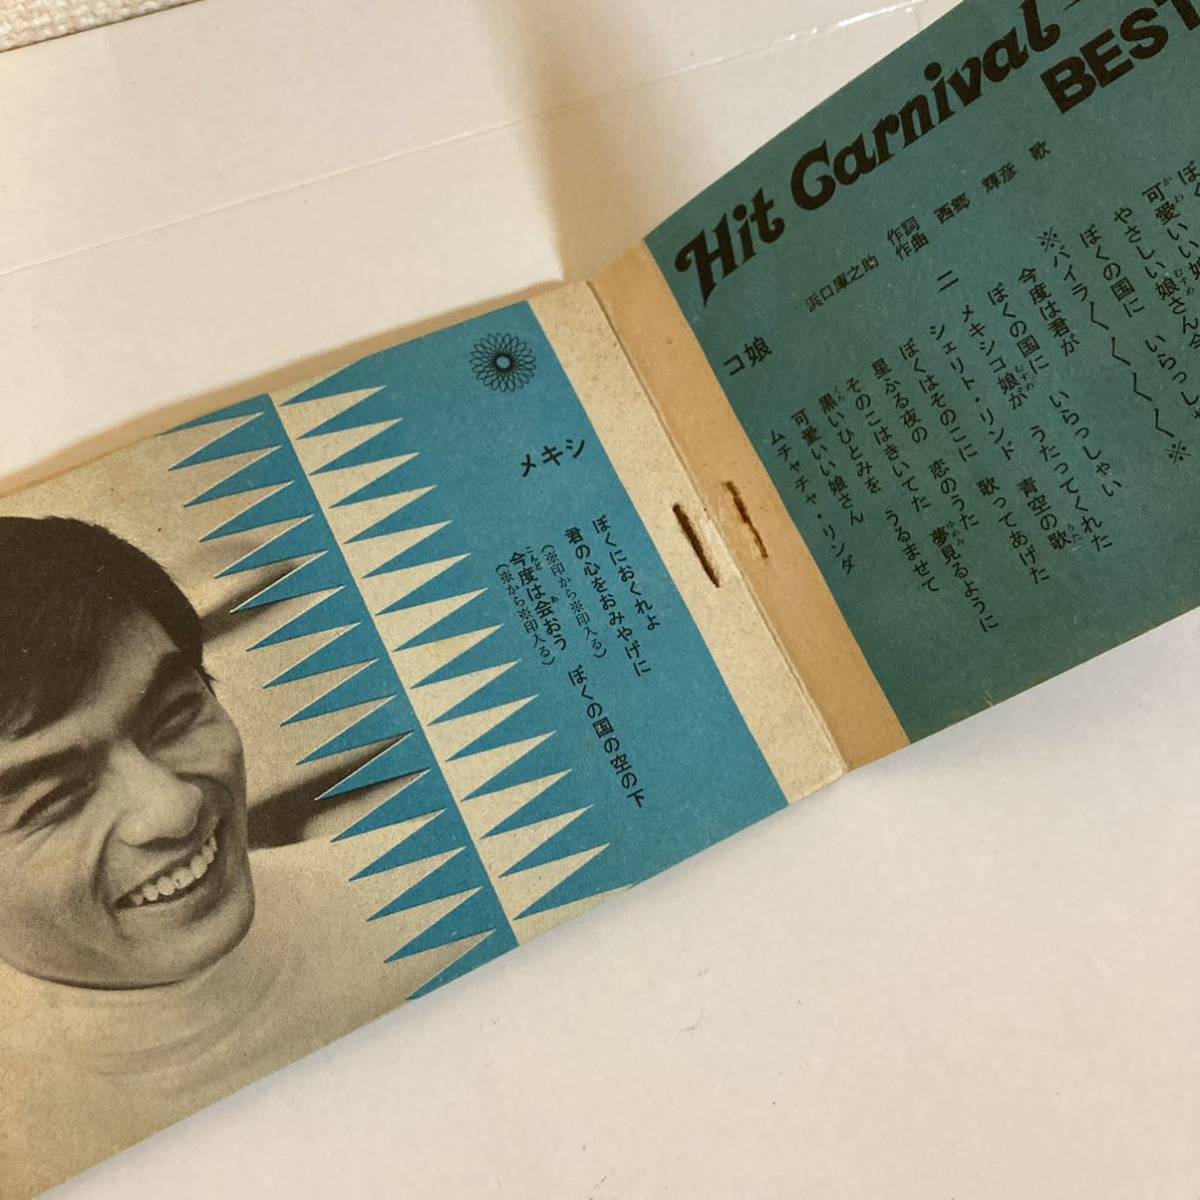 Hit Carnival
BEST
浜口庫之助 作詞
作曲
西郷 輝彦 歌
可愛いい娘さん
やさしい娘さん今
ぼくの国に いらっしゃ
※バイラ〱〱〱〱※
今度は君が
ぼくの国に いらっしゃい
二 メキシコ娘が うたってくれた
シェリト・リンド 青空の歌
ぼくはそのこに 歌ってあげた
星ふる夜の 恋のうた
そのこはきいてた 夢見るように
黒いひとみを うるませて
可愛いい娘さん
ムチャチャ・リンダ
コ娘
メキシ
ぼくにおくれよ
君の心をおみやげに
(※印から※印入る)
今度は会おう ぼくの国の空の下
(※から※印入る)